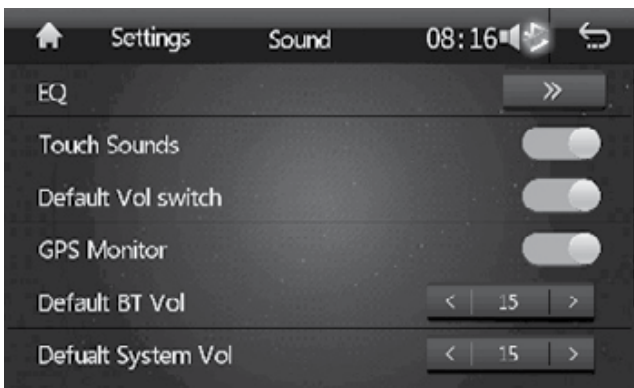 Settings Sound 08:16
EQ »
Touch Sounds
Default Vol switch
GPS Monitor
Default BT Vol < 15 >
Defualt System Vol < 15 >